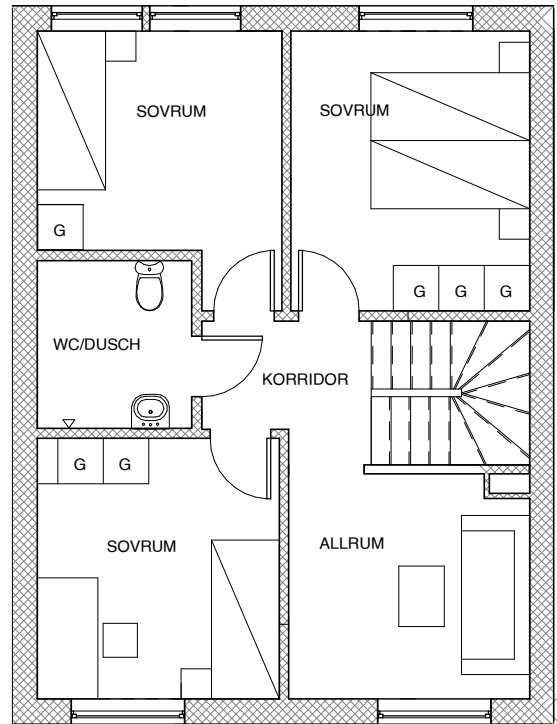 SOVRUM
SOVRUM
G
G G G
WC/DUSCH
KORRIDOR
G G
SOVRUM
ALLRUM